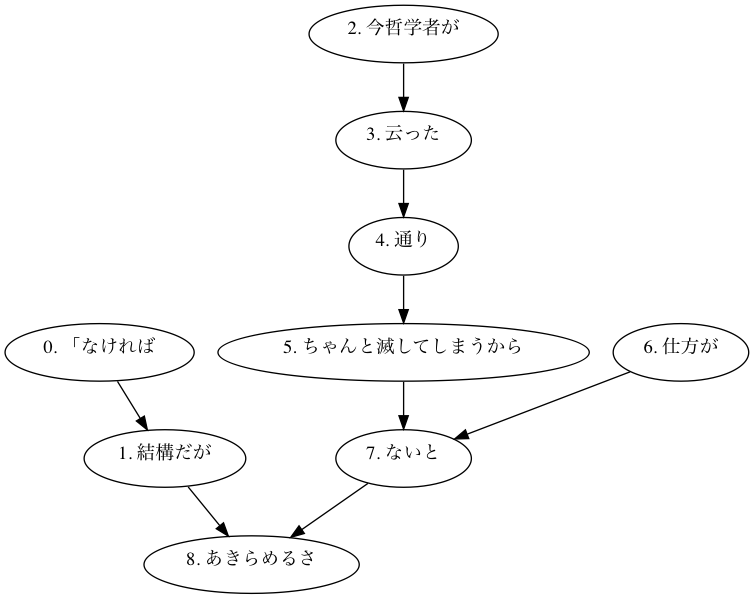 2. 今哲学者が
3. 云った
4. 通り
0. 「なければ
5. ちゃんと滅してしまうから
6. 仕方が
1. 結構だが
7. ないと
8. あきらめるさ